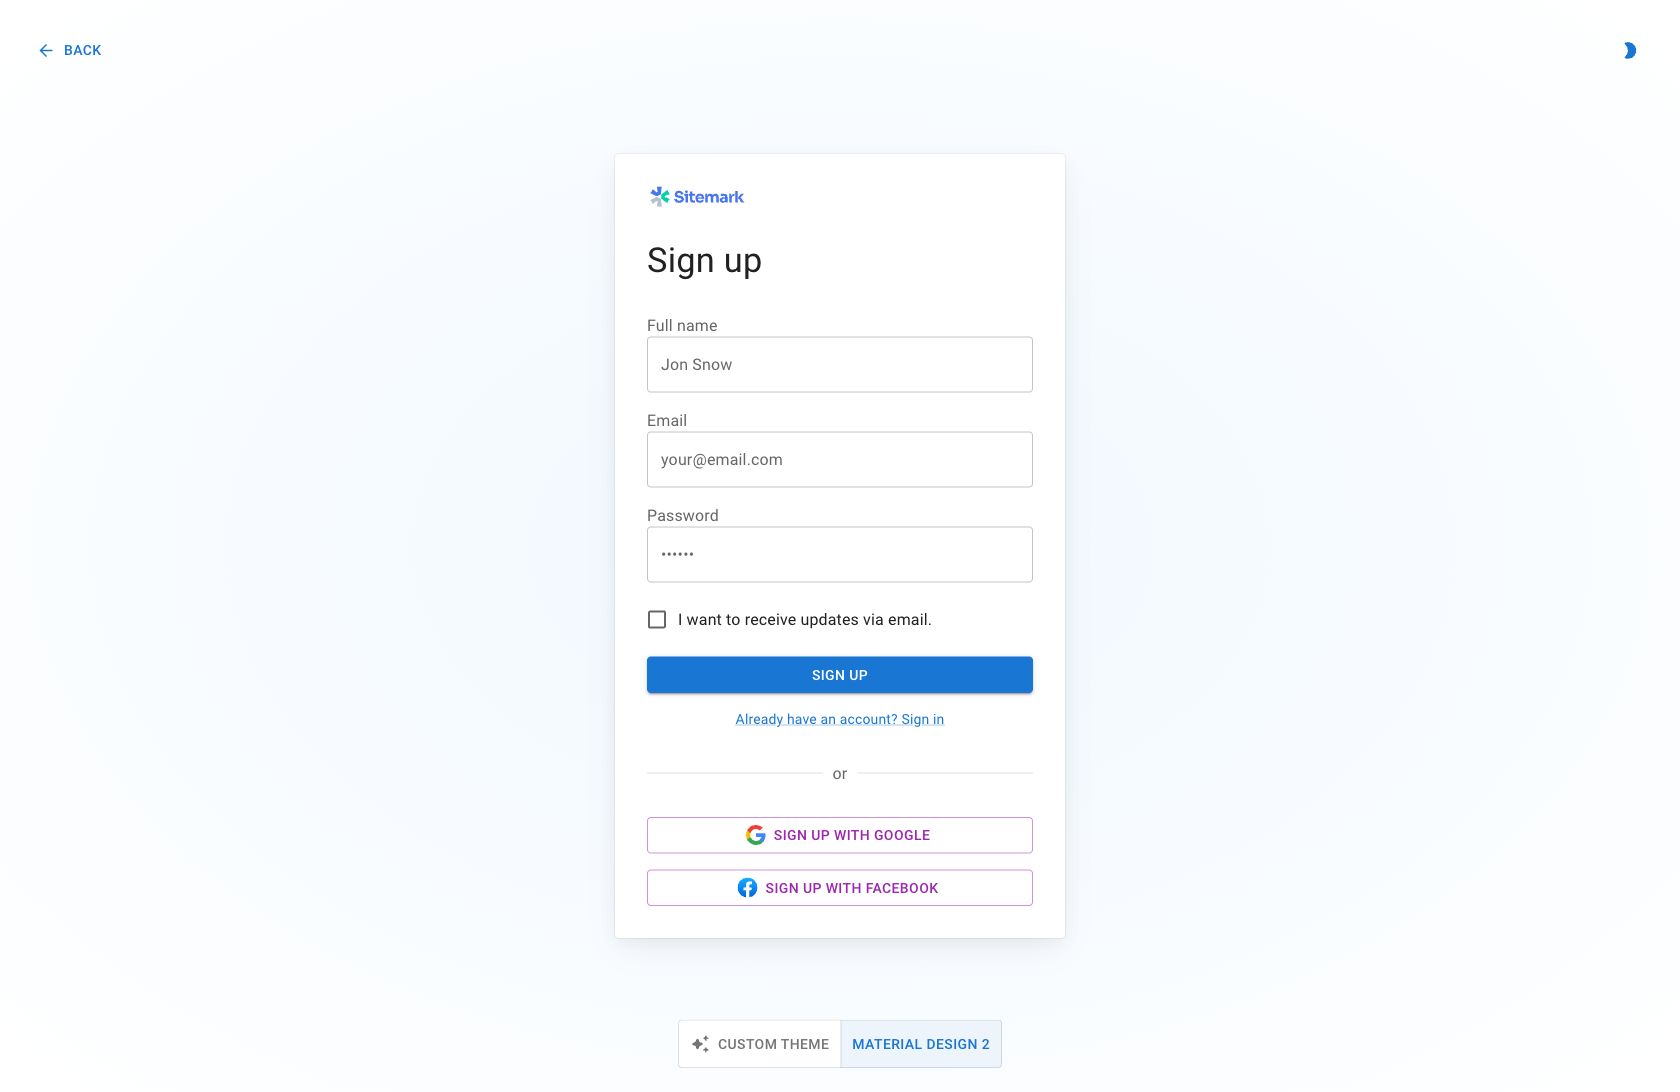 BACK
Sitemark
Sign up
Full name
Jon Snow
Email
your@email.com
Password
••••••
I want to receive updates via email.
SIGN UP
Already have an account? Sign in
or
SIGN UP WITH GOOGLE
SIGN UP WITH FACEBOOK
CUSTOM THEME
MATERIAL DESIGN 2